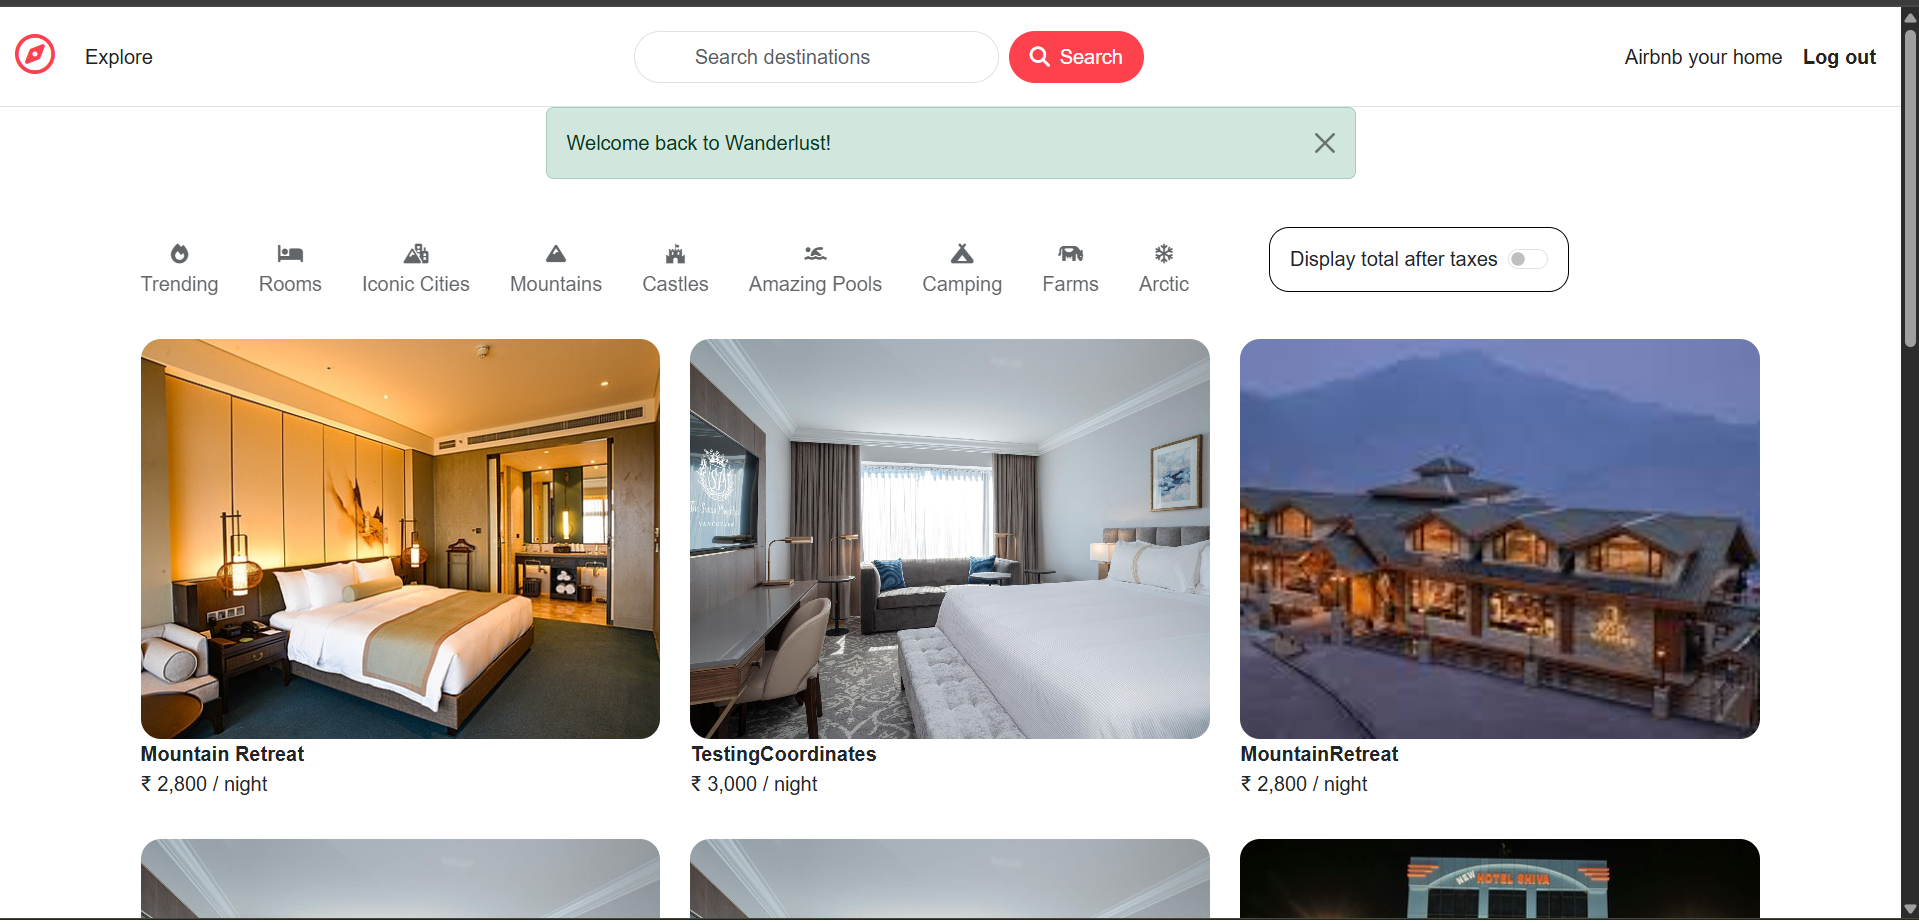 Explore
Search destinations
Search
Airbnb your home
Log out
Welcome back to Wanderlust!
Trending
Rooms
Iconic Cities
Mountains
Castles
Amazing Pools
Camping
Farms
Arctic
Display total after taxes
Mountain Retreat
₹ 2,800 / night
TestingCoordinates
₹ 3,000 / night
MountainRetreat
₹ 2,800 / night
NEW HOTEL SHIVA